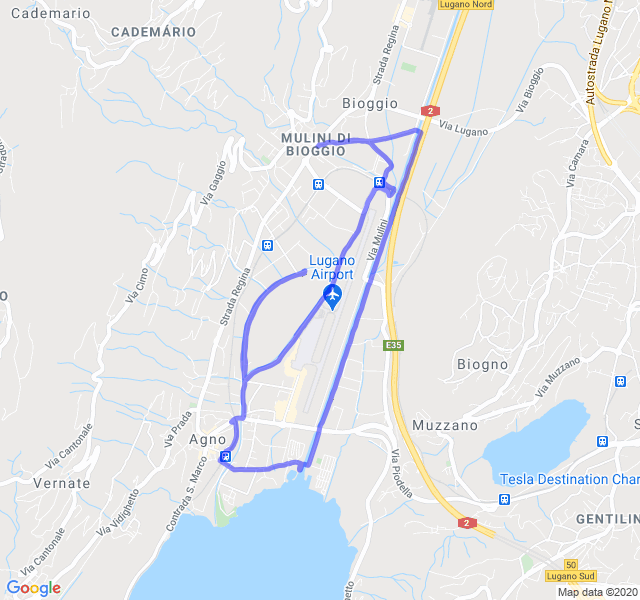 Lugano Nord
2
Cademario
CADEMÁRIO
Strada Regina
Autostrada Lugano N
Bioggio
2
Via Lugano
Via Bioggio
MULINI DI
BIOGGIO
Via Camara
Via Gaggio
Via Mulini
Lugano
Airport
Via Cimo
Strada Regina
E35
Biogno
Via Muzzano
Via Prada
Agno
Muzzano
Via Cantonale
Vernate
Contrada S. Marco
Via Vidighetto
Via Piodella
Tesla Destination Char
GENTILIN
2
Via Cantonale
50
Lugano Sud
ghetto
Google
Map data ©2020